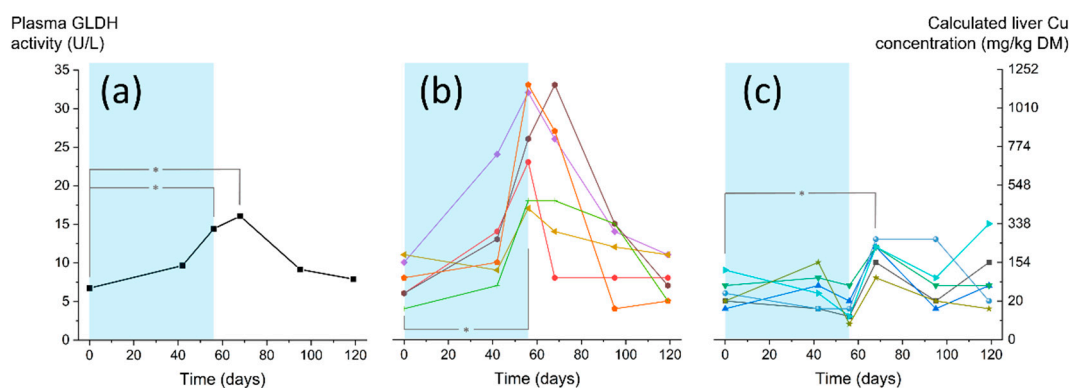 Plasma GLDH
activity (U/L)
Calculated liver Cu
concentration (mg/kg DM)
35
30
25
20
15
10
5
0
(a)
*
*
0 20 40 60 80 100 120
Time (days)
(b)
*
0 20 40 60 80 100 120
Time (days)
(c)
*
0 20 40 60 80 100 120
Time (days)
1252
1010
774
548
338
154
20
0